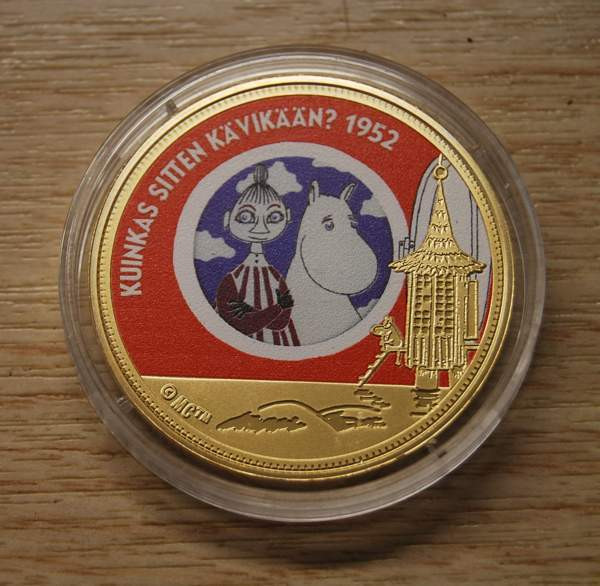 KUINKAS SITTEN KÄVIKÄÄN? 1952
© MC™